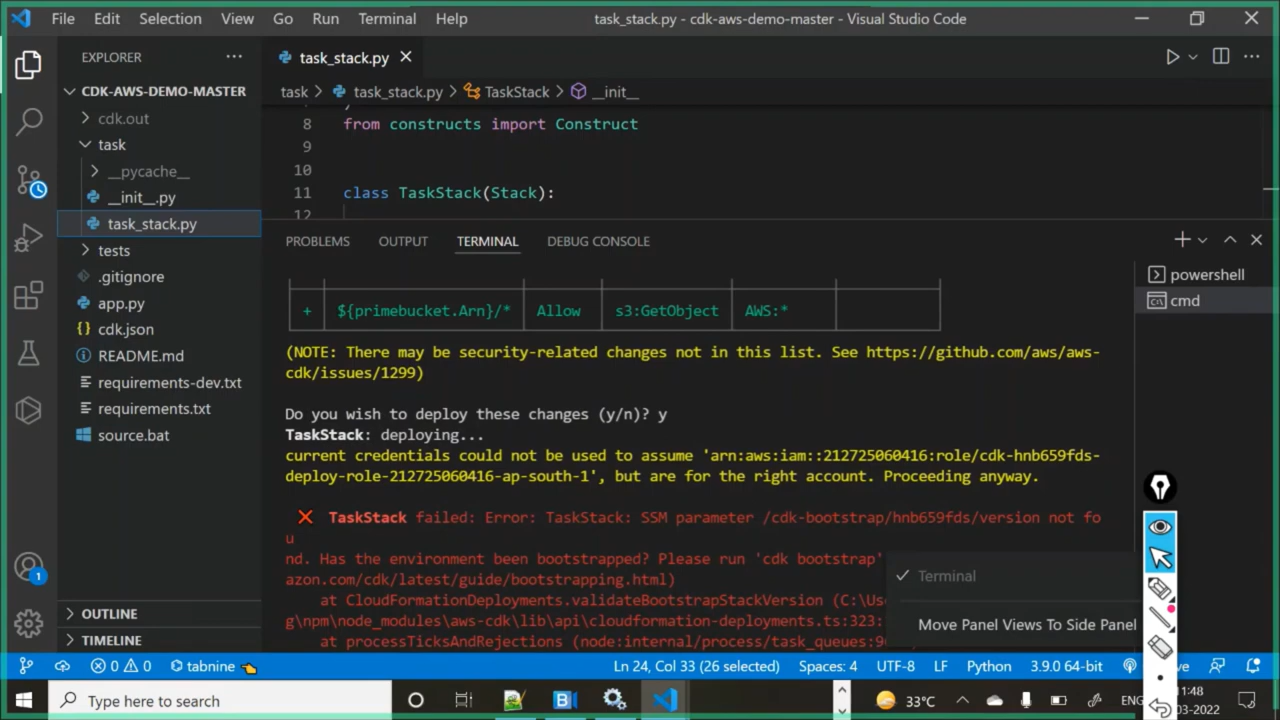 File Edit Selection View Go Run Terminal Help task_stack.py - cdk-aws-demo-master - Visual Studio Code
EXPLORER
task_stack.py
CDK-AWS-DEMO-MASTER
cdk.out
task
__pycache__
__init__.py
task_stack.py
tests
.gitignore
app.py
cdk.json
README.md
requirements-dev.txt
requirements.txt
source.bat
OUTLINE
TIMELINE
task > task_stack.py > TaskStack > __init__
8 from constructs import Construct
9
10
11 class TaskStack(Stack):
12
PROBLEMS OUTPUT TERMINAL DEBUG CONSOLE
powershell
cmd
+ ${primebucket.Arn}/* Allow s3:GetObject AWS:*
(NOTE: There may be security-related changes not in this list. See https://github.com/aws/aws-
cdk/issues/1299)
Do you wish to deploy these changes (y/n)? y
TaskStack: deploying...
current credentials could not be used to assume 'arn:aws:iam::212725060416:role/cdk-hnb659fds-
deploy-role-212725060416-ap-south-1', but are for the right account. Proceeding anyway.
TaskStack failed: Error: TaskStack: SSM parameter /cdk-bootstrap/hnb659fds/version not fo
u
nd. Has the environment been bootstrapped? Please run 'cdk bootstrap'
azon.com/cdk/latest/guide/bootstrapping.html)
at CloudFormationDeployments.validateBootstrapStackVersion (C:\Use
g\npm\node_modules\aws-cdk\lib\api\cloudformation-deployments.ts:323:
at processTicksAndRejections (node:internal/process/task_queues:9
Terminal
Move Panel Views To Side Panel
1
0 0 tabnine Ln 24, Col 33 (26 selected) Spaces: 4 UTF-8 LF Python 3.9.0 64-bit
Type here to search
33°C ENG
11:48
03-2022